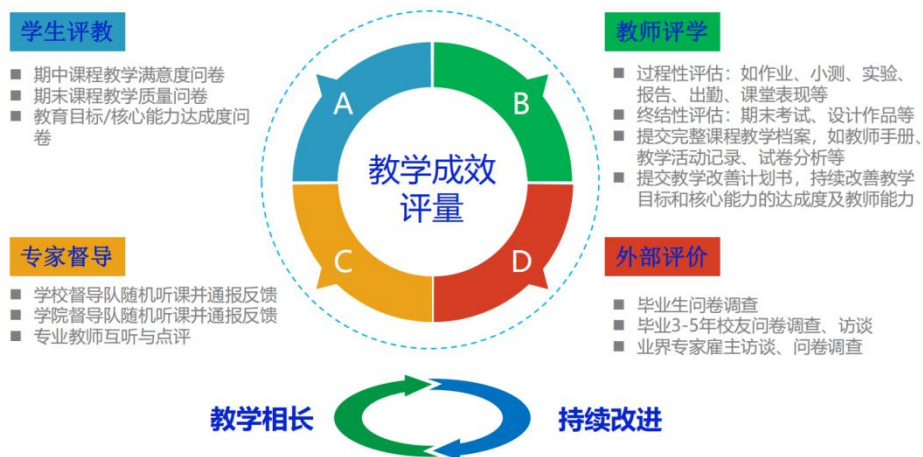 学生评教
■ 期中课程教学满意度问卷
■ 期末课程教学质量问卷
■ 教育目标/核心能力达成度问
卷
A
B
教学成效
评量
C
D
教师评学
■ 过程性评估：如作业、小测、实验、
报告、出勤、课堂表现等
■ 终结性评估：期末考试、设计作品等
■ 提交完整课程教学档案，如教师手册、
教学活动记录、试卷分析等
■ 提交教学改善计划书，持续改善教学
目标和核心能力的达成度及教师能力
专家督导
■ 学校督导队随机听课并通报反馈
■ 学院督导队随机听课并通报反馈
■ 专业教师互听与点评
外部评价
■ 毕业生问卷调查
■ 毕业3-5年校友问卷调查、访谈
■ 业界专家雇主访谈、问卷调查
教学相长
持续改进